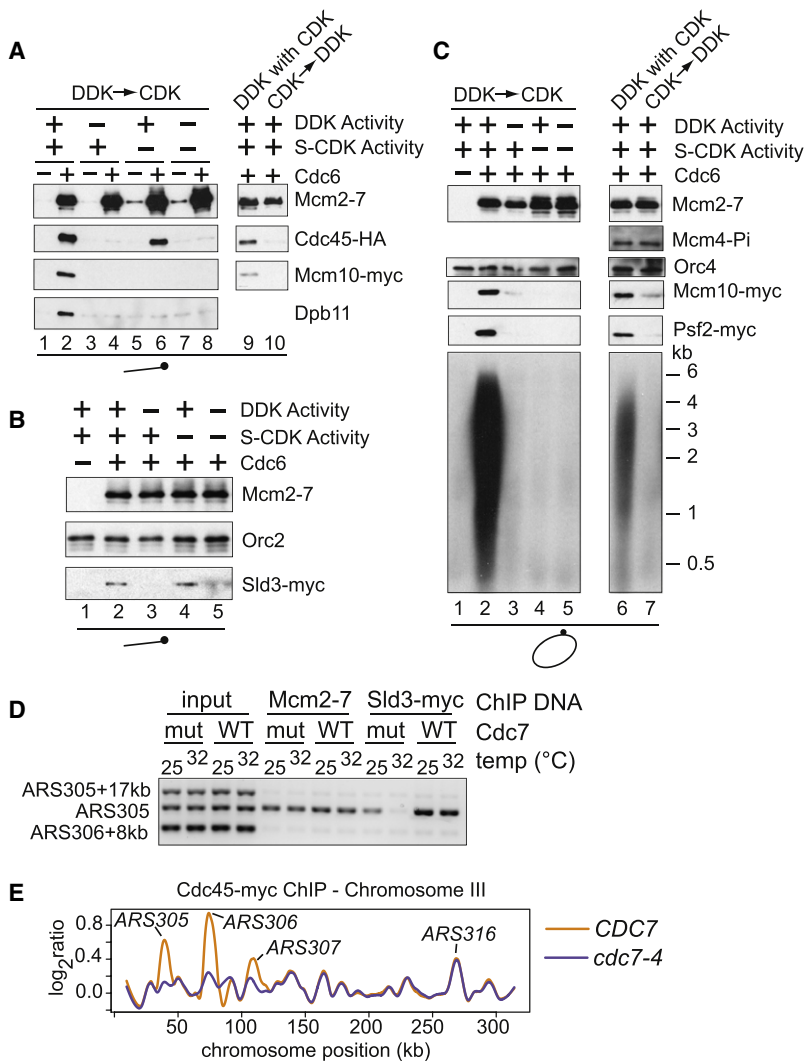 A
DDK→CDK
DDK with CDK
CDK→DDK
+ − + − + + DDK Activity
+ + − − + + S-CDK Activity
− + − + − + − + + + Cdc6
Mcm2-7
Cdc45-HA
Mcm10-myc
Dpb11
1 2 3 4 5 6 7 8 9 10
B
+ + − + − DDK Activity
+ + + − − S-CDK Activity
− + + + + Cdc6
Mcm2-7
Orc2
Sld3-myc
1 2 3 4 5
C
DDK→CDK
DDK with CDK
CDK→DDK
+ + − + − + + DDK Activity
+ + + − − + + S-CDK Activity
− + + + + + + Cdc6
Mcm2-7
Mcm4-Pi
Orc4
Mcm10-myc
Psf2-myc
kb
6
4
3
2
1
0.5
1 2 3 4 5 6 7
D
input Mcm2-7 Sld3-myc ChIP DNA
mut WT mut WT mut WT Cdc7
25 32 25 32 25 32 25 32 25 32 25 32 temp (°C)
ARS305+17kb
ARS305
ARS306+8kb
E
Cdc45-myc ChIP - Chromosome III
log2ratio
0.8
0.4
0.0
ARS305
ARS306
ARS307
ARS316
CDC7
cdc7-4
50 100 150 200 250 300
chromosome position (kb)